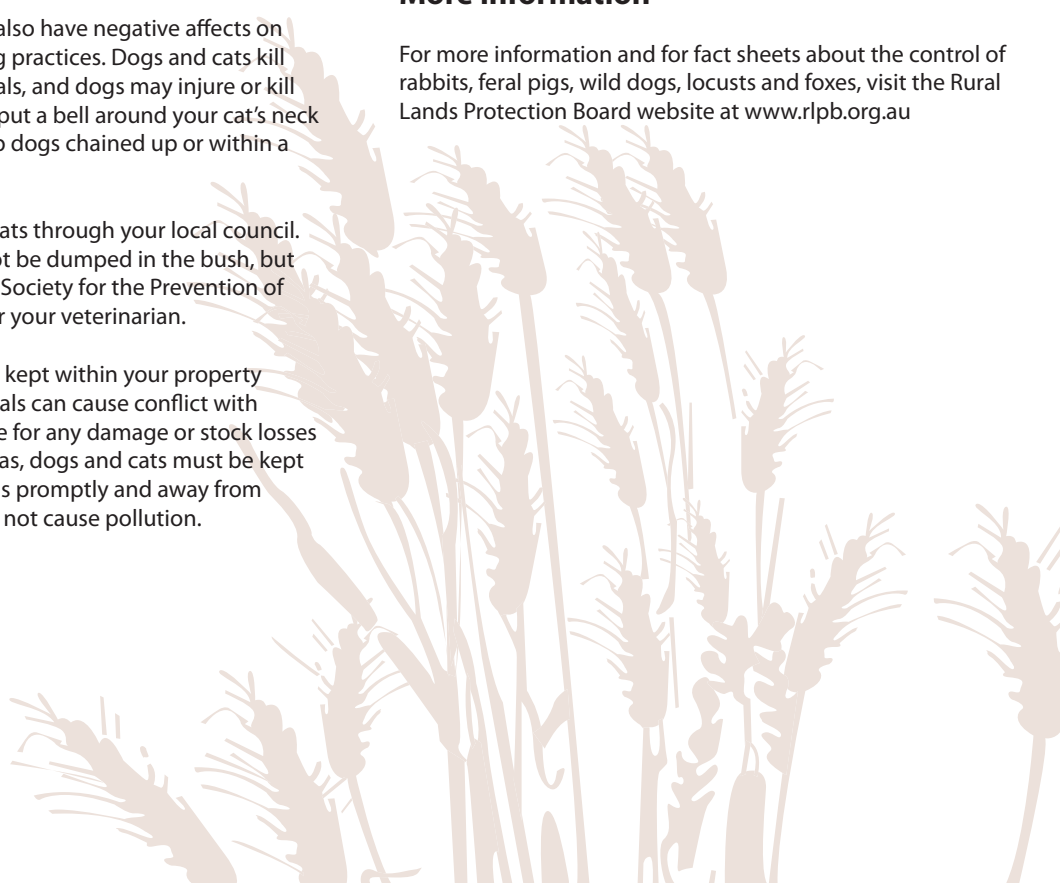 also have negative affects on
g practices. Dogs and cats kill
als, and dogs may injure or kill
put a bell around your cat's neck
p dogs chained up or within a
ats through your local council.
ot be dumped in the bush, but
Society for the Prevention of
r your veterinarian.
kept within your property
als can cause conflict with
e for any damage or stock losses
as, dogs and cats must be kept
s promptly and away from
not cause pollution.
More information
For more information and for fact sheets about the control of
rabbits, feral pigs, wild dogs, locusts and foxes, visit the Rural
Lands Protection Board website at www.rlpb.org.au